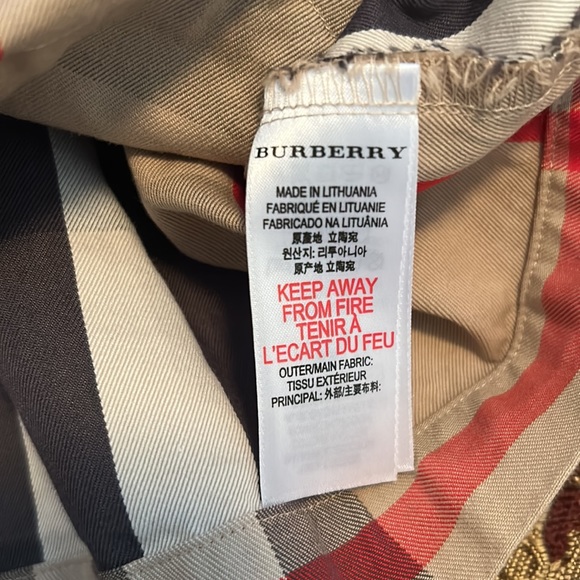 BURBERRY
MADE IN LITHUANIA
FABRIQUÉ EN LITUANIE
FABRICADO NA LITUÂNIA
原產地 立陶宛
원산지: 리투아니아
原产地 立陶宛
KEEP AWAY
FROM FIRE
TENIR À
L'ECART DU FEU
OUTER/MAIN FABRIC:
TISSU EXTÉRIEUR
PRINCIPAL: 外部/主要布料: